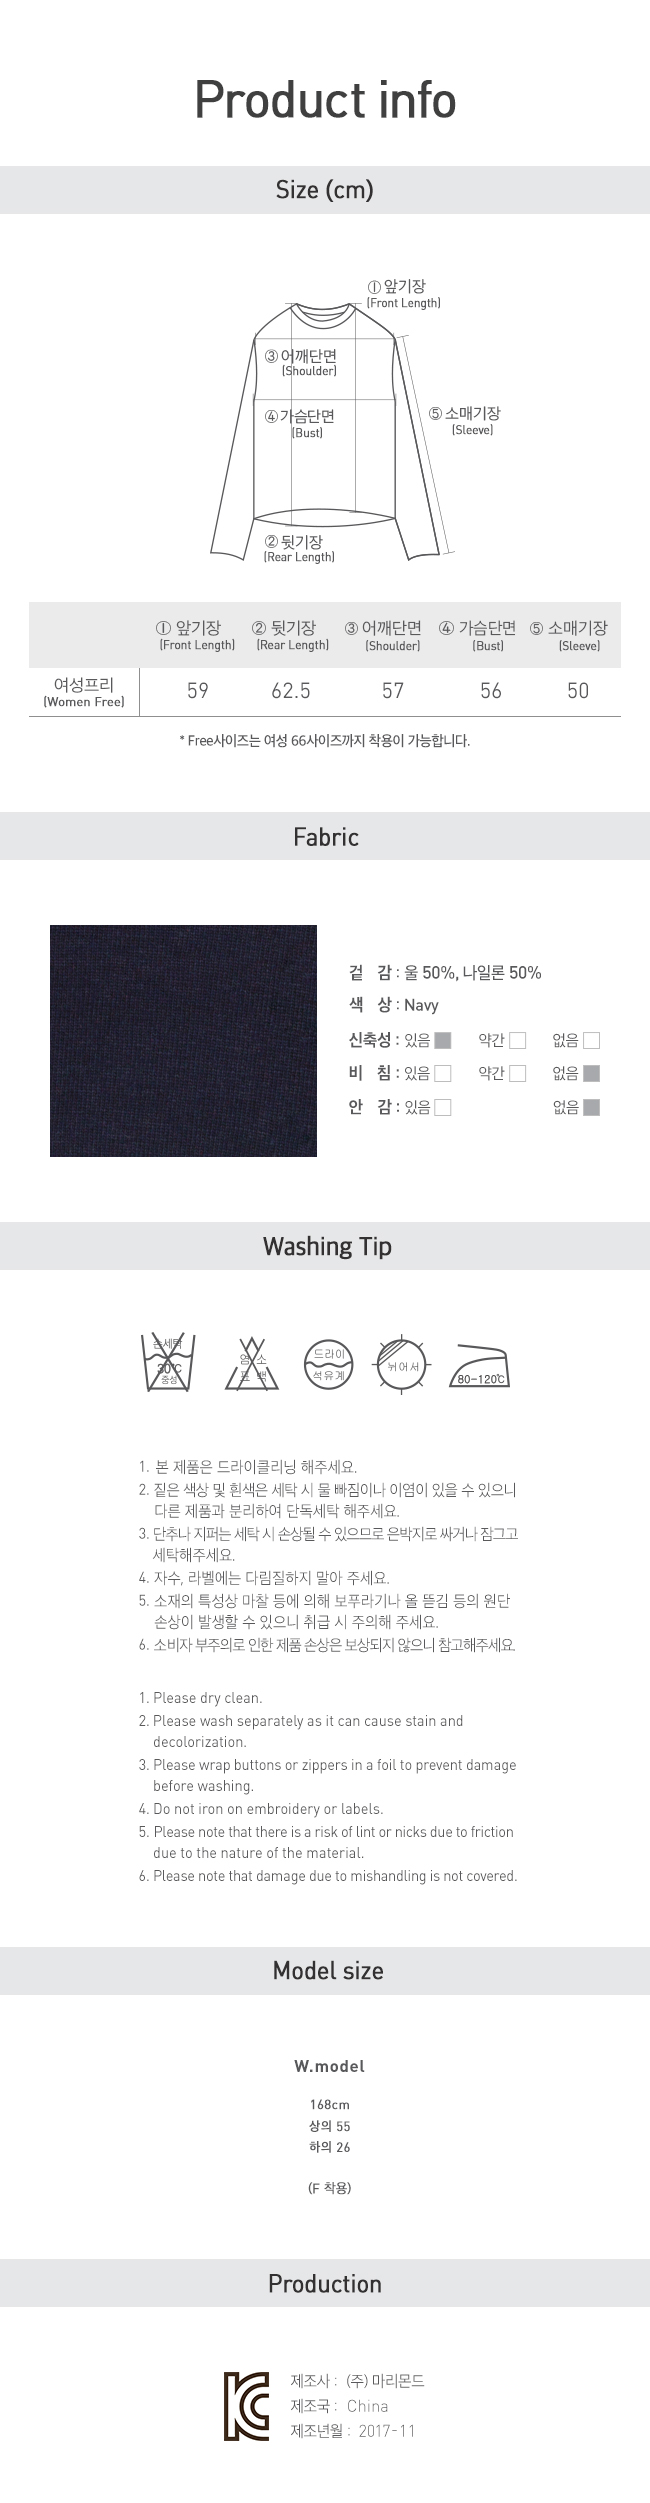 Product info
Size (cm)
① 앞기장
(Front Length)
③ 어깨단면
(Shoulder)
④ 가슴단면
(Bust)
⑤ 소매기장
(Sleeve)
② 뒷기장
(Rear Length)
① 앞기장 ② 뒷기장 ③ 어깨단면 ④ 가슴단면 ⑤ 소매기장
(Front Length) (Rear Length) (Shoulder) (Bust) (Sleeve)
여성프리 59 62.5 57 56 50
(Women Free)
* Free사이즈는 여성 66사이즈까지 착용이 가능합니다.
Fabric
겉 감 : 울 50%, 나일론 50%
색 상 : Navy
신축성 : 있음 약간 없음
비 침 : 있음 약간 없음
안 감 : 있음 없음
Washing Tip
손세탁
30℃
중성
염소
표백
드라이
석유계
뉘어서
80-120℃
1. 본 제품은 드라이클리닝 해주세요.
2. 짙은 색상 및 흰색은 세탁 시 물 빠짐이나 이염이 있을 수 있으니
다른 제품과 분리하여 단독세탁 해주세요.
3. 단추나 지퍼는 세탁 시 손상될 수 있으므로 은박지로 싸거나 잠그고
세탁해주세요.
4. 자수, 라벨에는 다림질하지 말아 주세요.
5. 소재의 특성상 마찰 등에 의해 보푸라기나 올 뜯김 등의 원단
손상이 발생할 수 있으니 취급 시 주의해 주세요.
6. 소비자 부주의로 인한 제품 손상은 보상되지 않으니 참고해주세요.
1. Please dry clean.
2. Please wash separately as it can cause stain and
decolorization.
3. Please wrap buttons or zippers in a foil to prevent damage
before washing.
4. Do not iron on embroidery or labels.
5. Please note that there is a risk of lint or nicks due to friction
due to the nature of the material.
6. Please note that damage due to mishandling is not covered.
Model size
W.model
168cm
상의 55
하의 26
(F 착용)
Production
KC
제조사 : (주) 마리몬드
제조국 : China
제조년월 : 2017-11